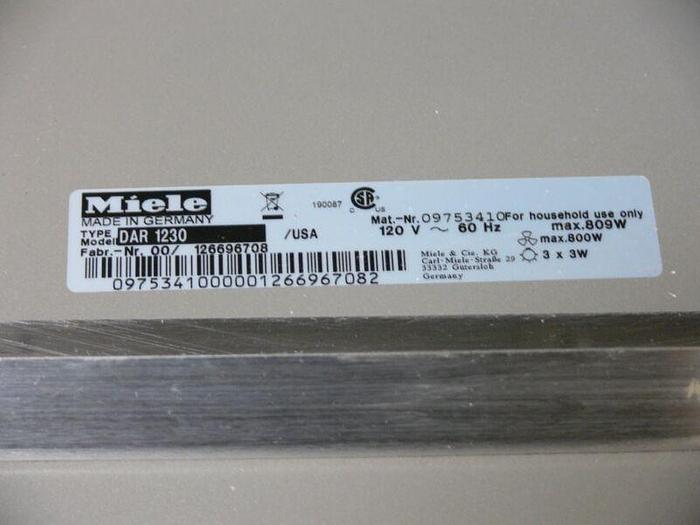 Miele
MADE IN GERMANY
TYPE
Model DAR 1230 /USA
Fabr.-Nr. 00/ 126696708
0975341000001266967082
190087
C US
Mat.-Nr. 09753410 For household use only
120 V ~ 60 Hz max.809W
max.800W
3 x 3W
Miele & Cie. KG
Carl-Miele-Straße 29
33332 Gütersloh
Germany